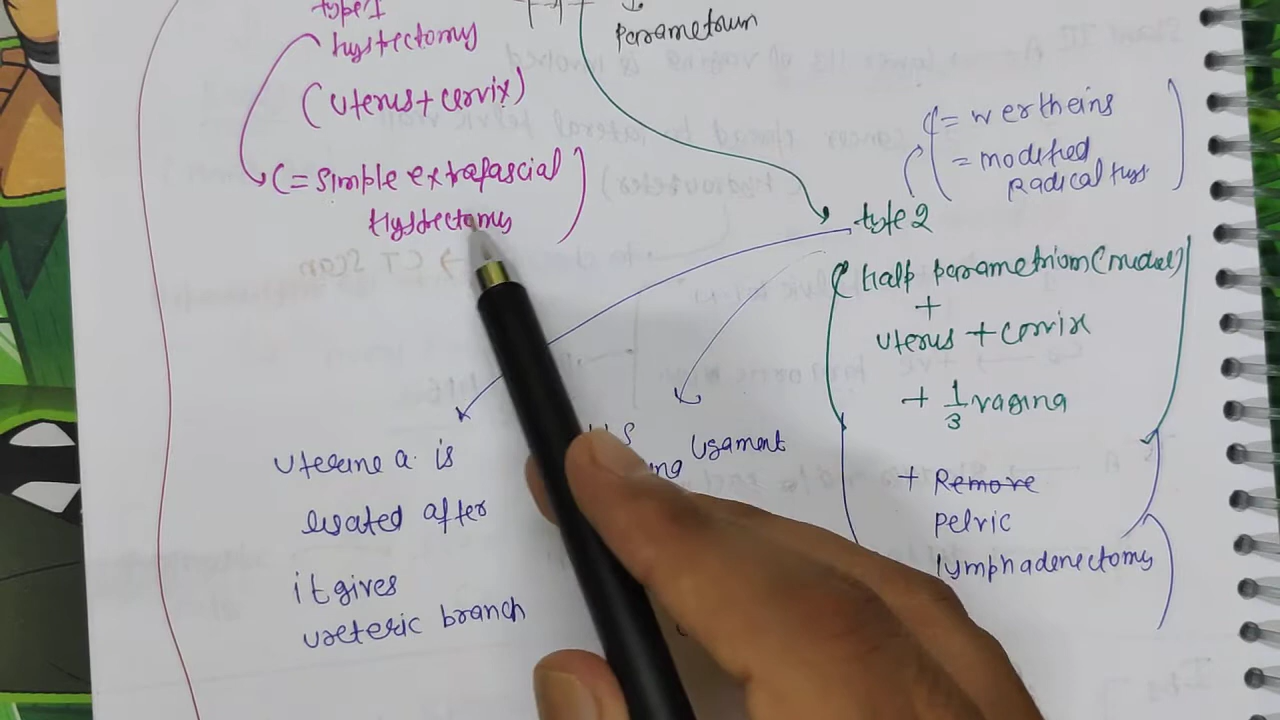 type 1
hystectomy
(uterus + cervix)
(= simple extrafascial
Hystectomy)
parametrium
(= wertheins
= modified
Radical hys
type 2
(Half parametrium (medial)
+
uterus + cervix
+ 1/3 vagina
+ Remove
pelvic
lymphadenectomy
uterine a. is
ligated after
it gives
ureteric branch
ligament